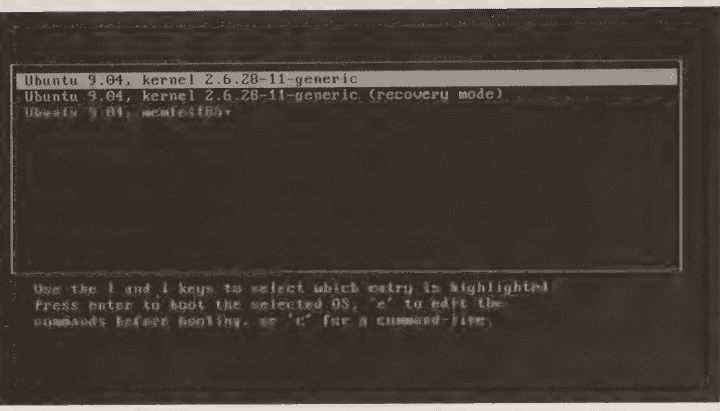 Ubuntu 9.04, kernel 2.6.28-11-generic
Ubuntu 9.04, kernel 2.6.28-11-generic (recovery mode)
Ubuntu 9.04, memtest86+
Use the ↑ and ↓ keys to select which entry is highlighted.
Press enter to boot the selected OS, 'e' to edit the
commands before booting, or 'c' for a command-line.